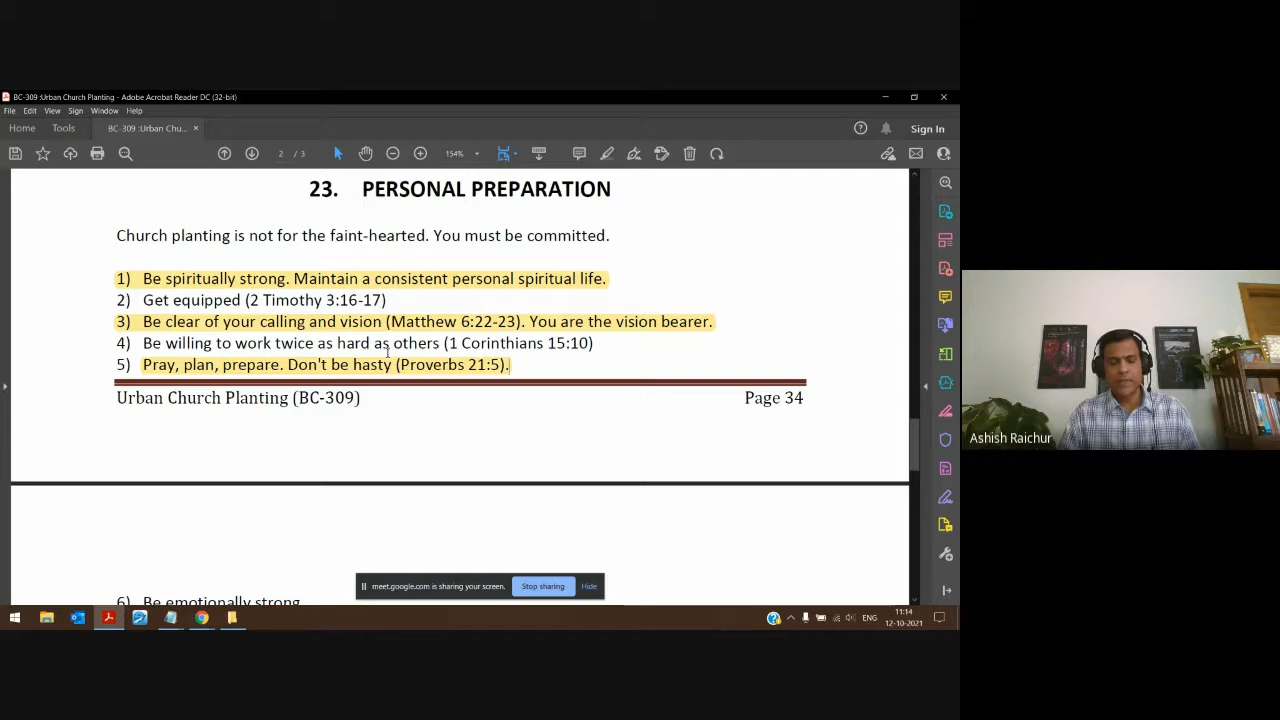 BC-309 :Urban Church Planting - Adobe Acrobat Reader DC (32-bit)
File Edit View Sign Window Help
Home Tools BC-309 :Urban Chu... × Sign In
2 / 3 154%
23. PERSONAL PREPARATION
Church planting is not for the faint-hearted. You must be committed.
1) Be spiritually strong. Maintain a consistent personal spiritual life.
2) Get equipped (2 Timothy 3:16-17)
3) Be clear of your calling and vision (Matthew 6:22-23). You are the vision bearer.
4) Be willing to work twice as hard as others (1 Corinthians 15:10)
5) Pray, plan, prepare. Don't be hasty (Proverbs 21:5).
Urban Church Planting (BC-309) Page 34
Ashish Raichur
meet.google.com is sharing your screen. Stop sharing Hide
6) Be emotionally strong
ENG 11:14
12-10-2021